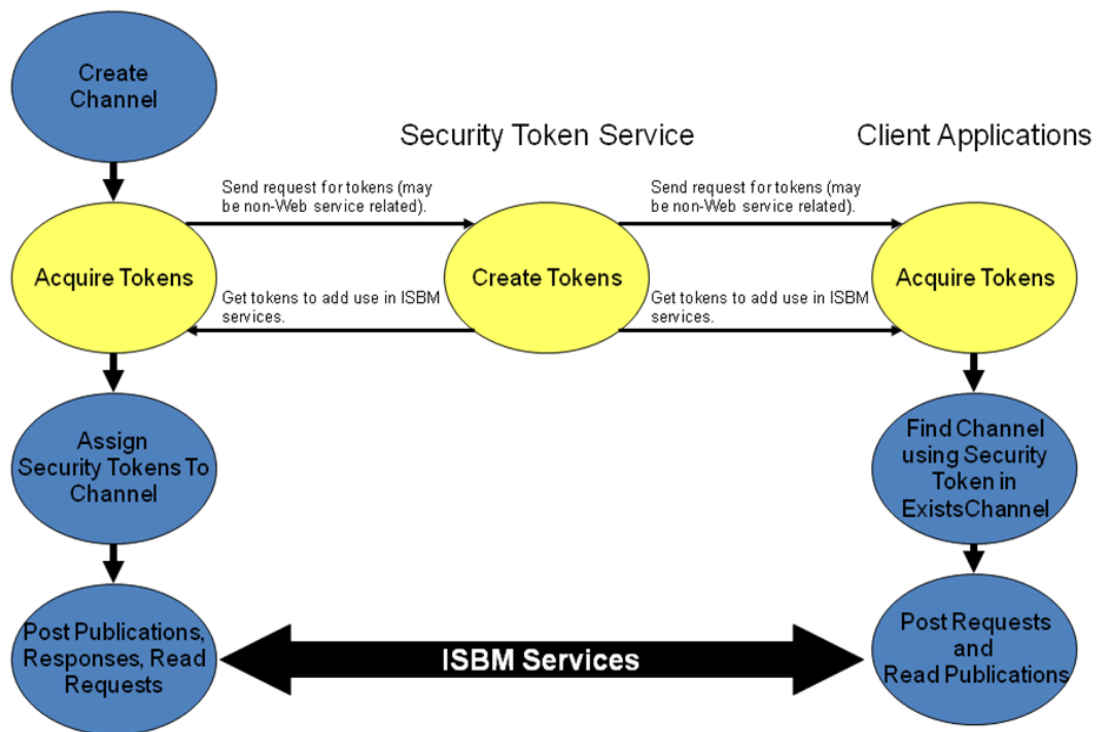 Create
Channel
Security Token Service
Client Applications
Send request for tokens (may
be non-Web service related).
Send request for tokens (may
be non-Web service related).
Acquire Tokens
Create Tokens
Acquire Tokens
Get tokens to add use in ISBM
services.
Get tokens to add use in ISBM
services.
Assign
Security Tokens To
Channel
Find Channel
using Security
Token in
ExistsChannel
Post Publications,
Responses, Read
Requests
ISBM Services
Post Requests
and
Read Publications